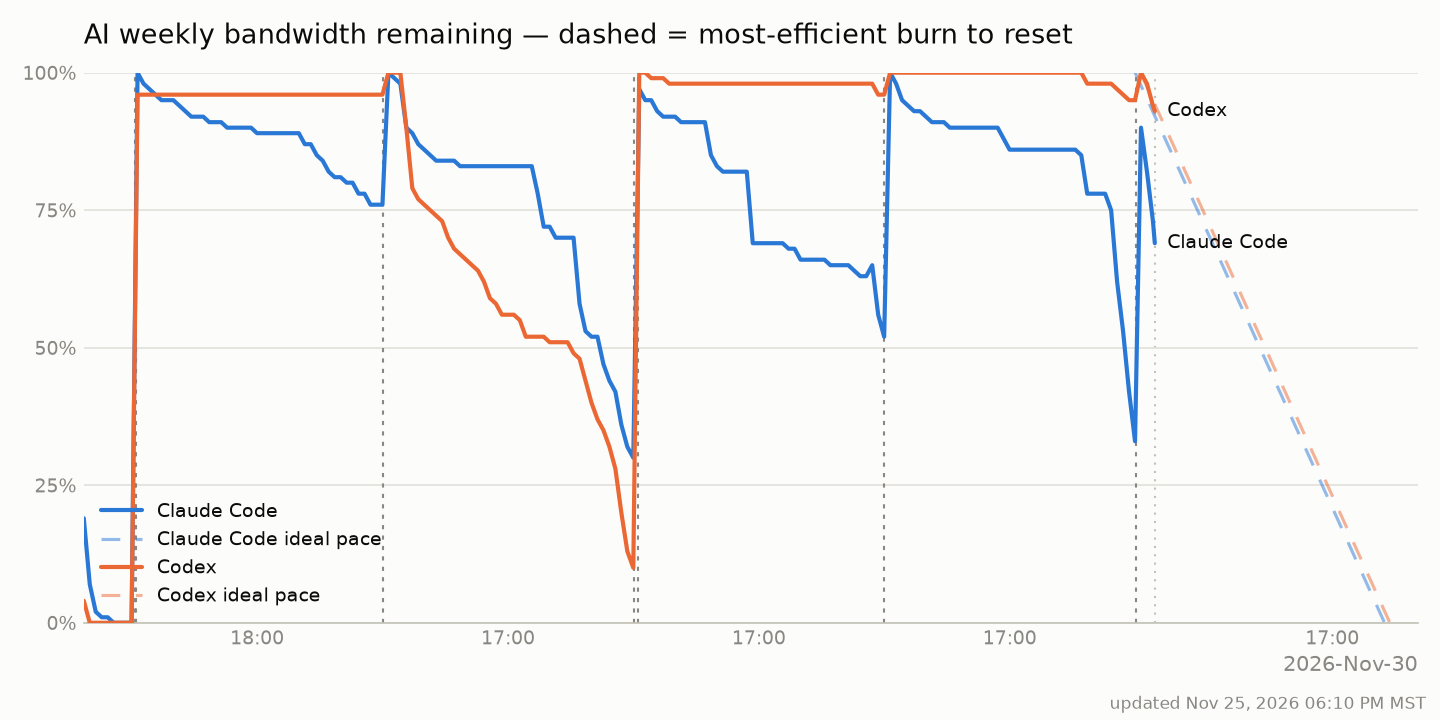 AI weekly bandwidth remaining — dashed = most-efficient burn to reset
100%
75%
50%
25%
0%
Codex
Claude Code
Claude Code
Claude Code ideal pace
Codex
Codex ideal pace
18:00
17:00
17:00
17:00
17:00
2026-Nov-30
updated Nov 25, 2026 06:10 PM MST